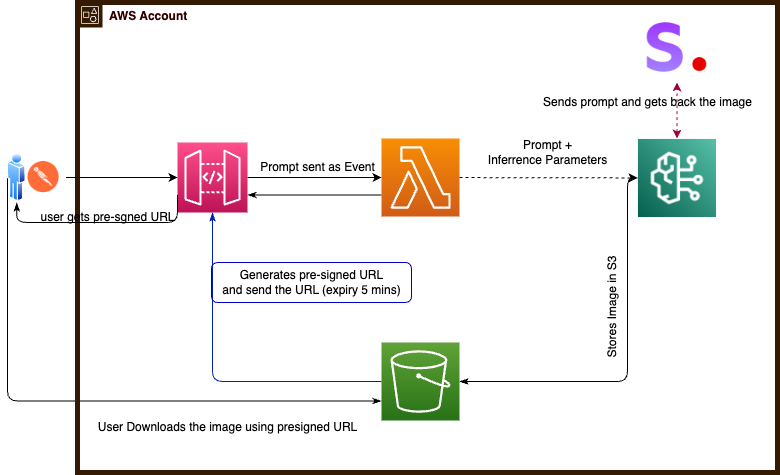 AWS Account
S.
Sends prompt and gets back the image
Prompt +
Inferrence Parameters
Prompt sent as Event
</>
user gets pre-sgned URL
Generates pre-signed URL
and send the URL (expiry 5 mins)
Stores Image in S3
User Downloads the image using presigned URL